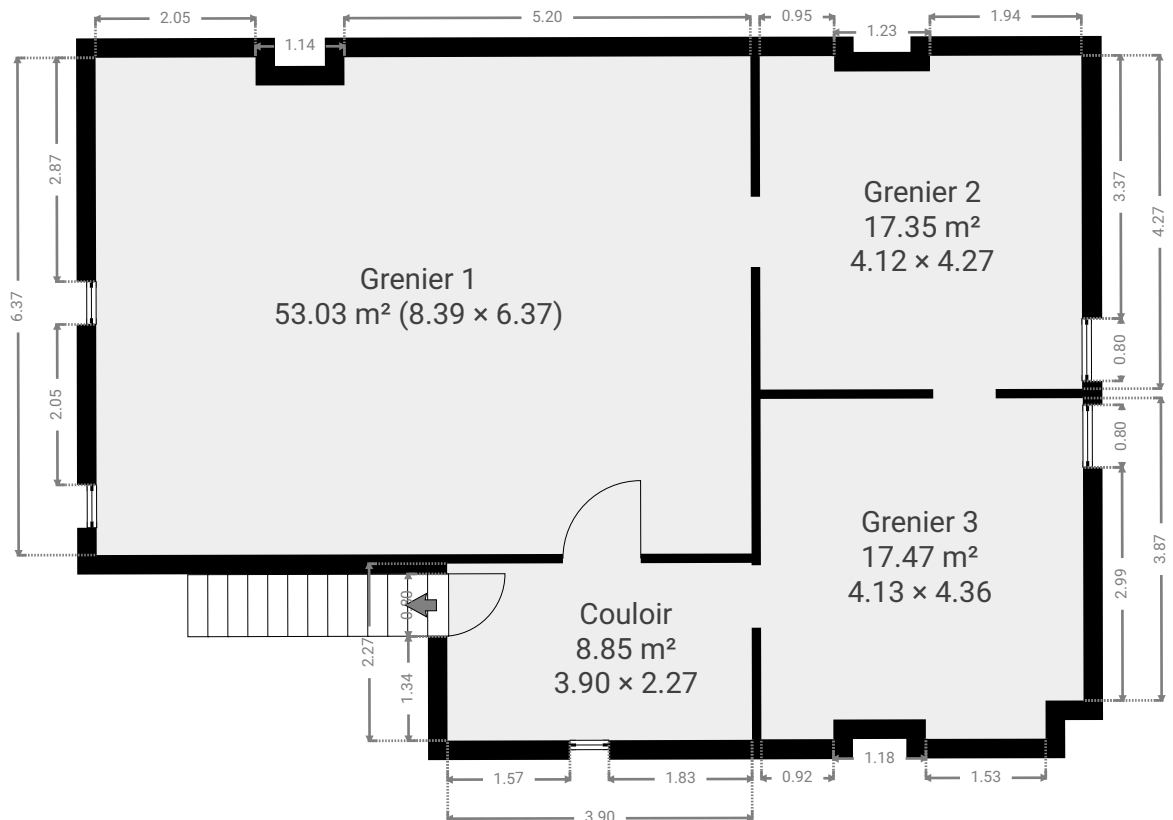 2.05
5.20
0.95
1.94
1.14
1.23
2.87
3.37
Grenier 2
17.35 m²
4.12 × 4.27
4.27
6.37
Grenier 1
53.03 m² (8.39 × 6.37)
0.80
2.05
0.80
Grenier 3
17.47 m²
4.13 × 4.36
3.87
2.99
0.80
Couloir
8.85 m²
3.90 × 2.27
2.27
1.34
1.57
1.83
0.92
1.18
1.53
3.90